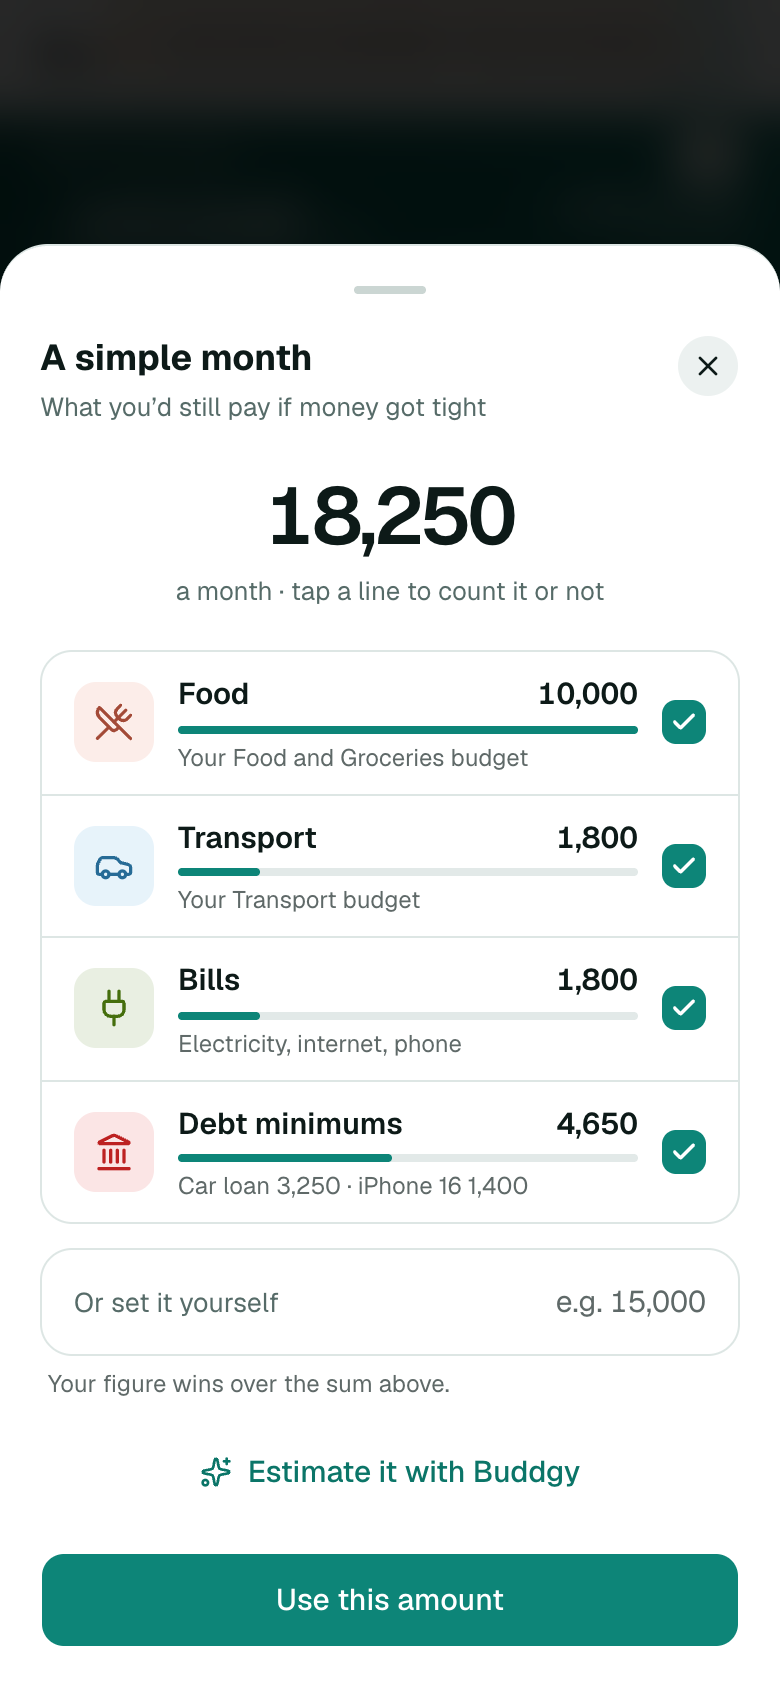 A simple month
What you’d still pay if money got tight
18,250
a month · tap a line to count it or not
Food 10,000
Your Food and Groceries budget
Transport 1,800
Your Transport budget
Bills 1,800
Electricity, internet, phone
Debt minimums 4,650
Car loan 3,250 · iPhone 16 1,400
Or set it yourself e.g. 15,000
Your figure wins over the sum above.
Estimate it with Buddgy
Use this amount